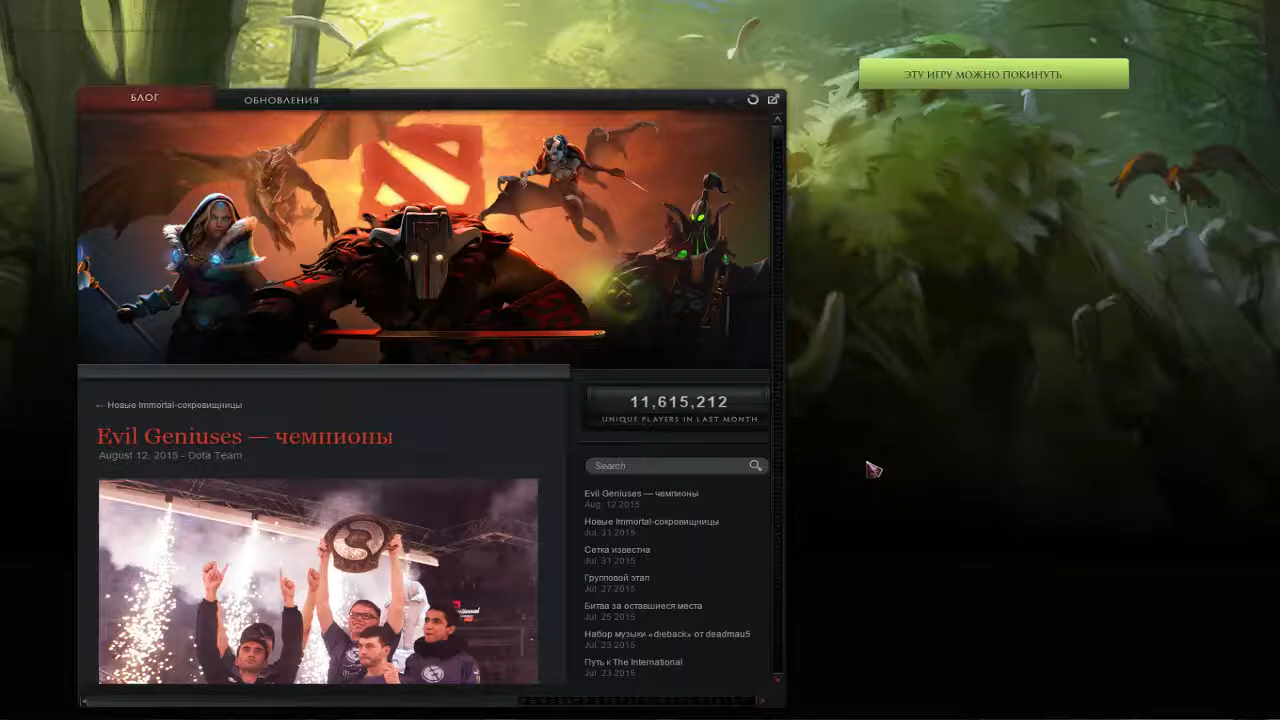 ЭТУ ИГРУ МОЖНО ПОКИНУТЬ
БЛОГ
ОБНОВЛЕНИЯ
← Новые Immortal-сокровищницы
Evil Geniuses — чемпионы
August 12, 2015 - Dota Team
11,615,212
UNIQUE PLAYERS IN LAST MONTH
Search
Evil Geniuses — чемпионы
Aug. 12 2015
Новые Immortal-сокровищницы
Jul. 31 2015
Сетка известна
Jul. 31 2015
Групповой этап
Jul. 27 2015
Битва за оставшиеся места
Jul. 25 2015
Набор музыки «dieback» от deadmau5
Jul. 23 2015
Путь к The International
Jul. 23 2015